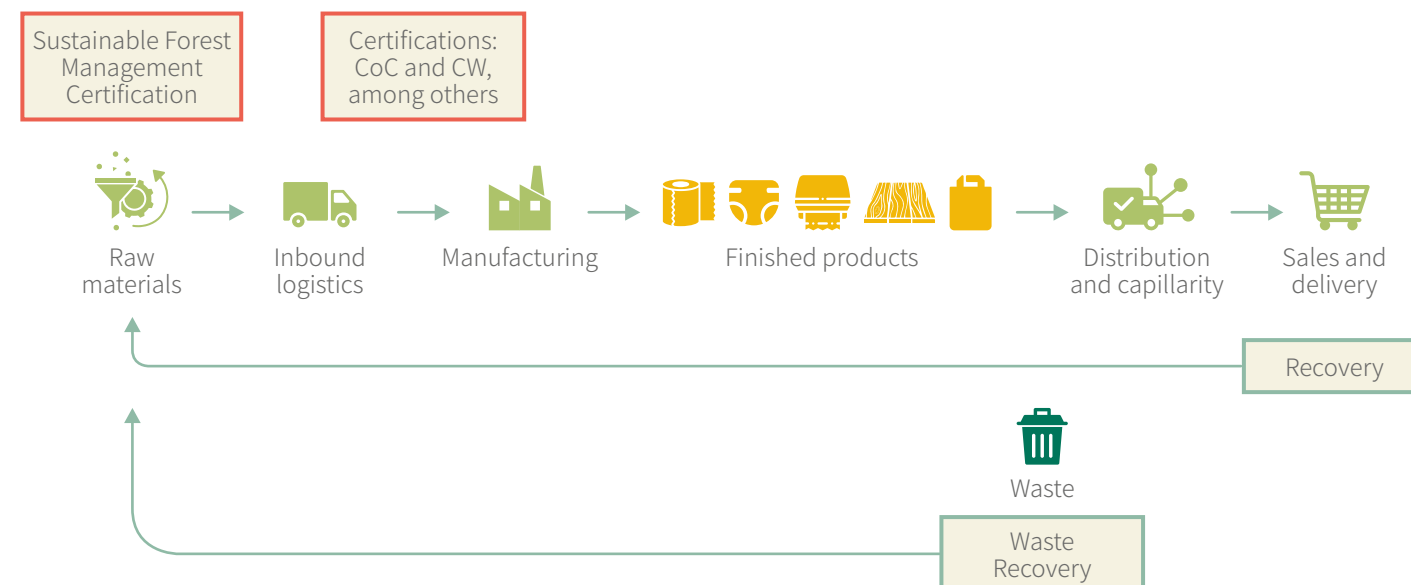 Sustainable Forest
Management
Certification
Certifications:
CoC and CW,
among others
Raw
materials
Inbound
logistics
Manufacturing
Finished products
Distribution
and capillarity
Sales and
delivery
Recovery
Waste
Waste
Recovery